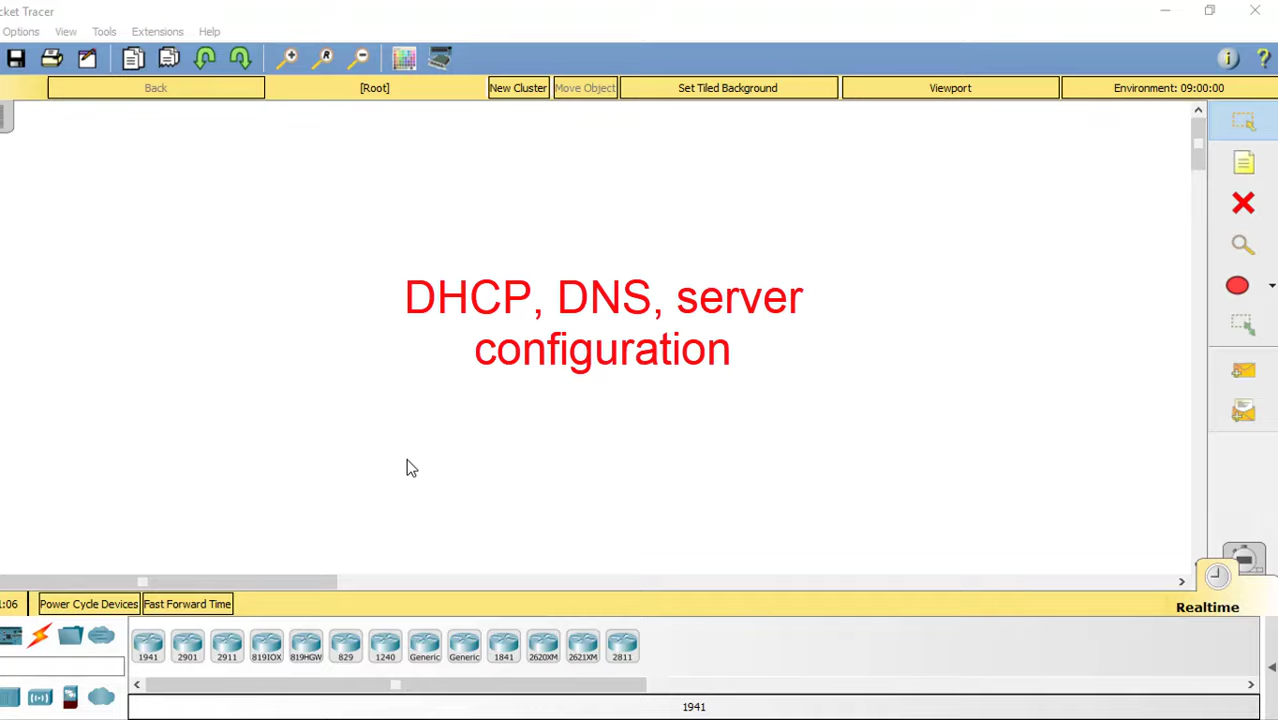 cket Tracer
Options View Tools Extensions Help
Back [Root] New Cluster Move Object Set Tiled Background Viewport Environment: 09:00:00
DHCP, DNS, server
configuration
1:06 Power Cycle Devices Fast Forward Time
Realtime
1941 2901 2911 819IOX 819HGW 829 1240 Generic Generic 1841 2620XM 2621XM 2811
1941